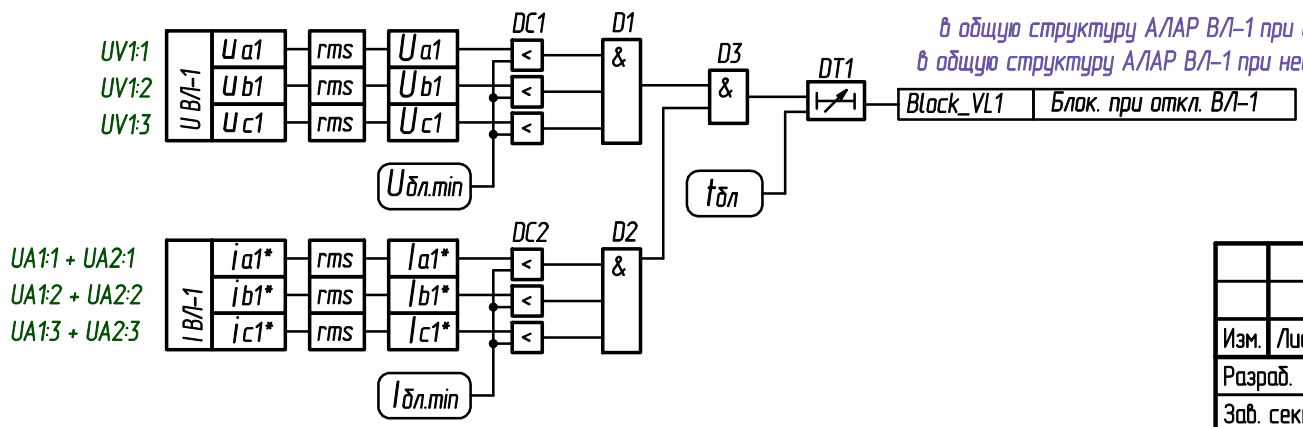 в общую структуру АЛАР ВЛ-1 при
в общую структуру АЛАР ВЛ-1 при
DC1
D1
D3
DT1
UV1:1
UV1:2
UV1:3
U ВЛ-1
Ua1 rms Ua1 < &
Ub1 rms Ub1 <
Uc1 rms Uc1 <
&
Block_VL1 Блок. при откл. ВЛ-1
Uбл.min
tбл
DC2
D2
UA1:1 + UA2:1
UA1:2 + UA2:2
UA1:3 + UA2:3
I ВЛ-1
ia1* rms Ia1* < &
ib1* rms Ib1* <
ic1* rms Ic1* <
Iбл.min
Изм.
Разраб.
Зав.